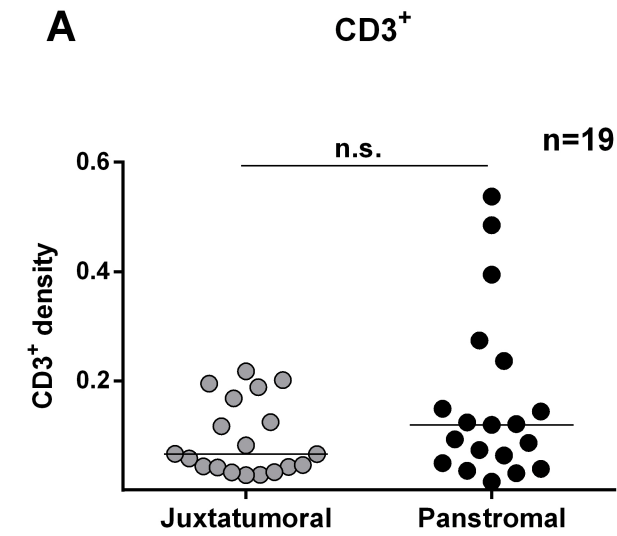 A
CD3⁺
n=19
n.s.
0.6
0.4
0.2
CD3⁺ density
Juxtatumoral
Panstromal